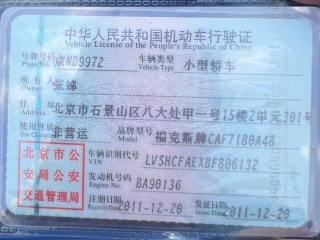 中华人民共和国机动车行驶证
Vehicle License of the People's Republic of China
号牌号码 京ND9972 车辆类型 小型轿车
Plate No. Vehicle Type
所有人 张娣
Owner
住址 北京市石景山区八大处甲一号15楼2单元301号
使用性质 非营运 品牌型号 福克斯牌CAF7180A48
Model
北京市公 车辆识别代号 LVSHCFAEXBF806132
VIN
安局公安 发动机号码 BA90136
Engine No.
交通管理局 注册日期 2011-12-20 发证日期 2011-12-20
Register Date Issue Date